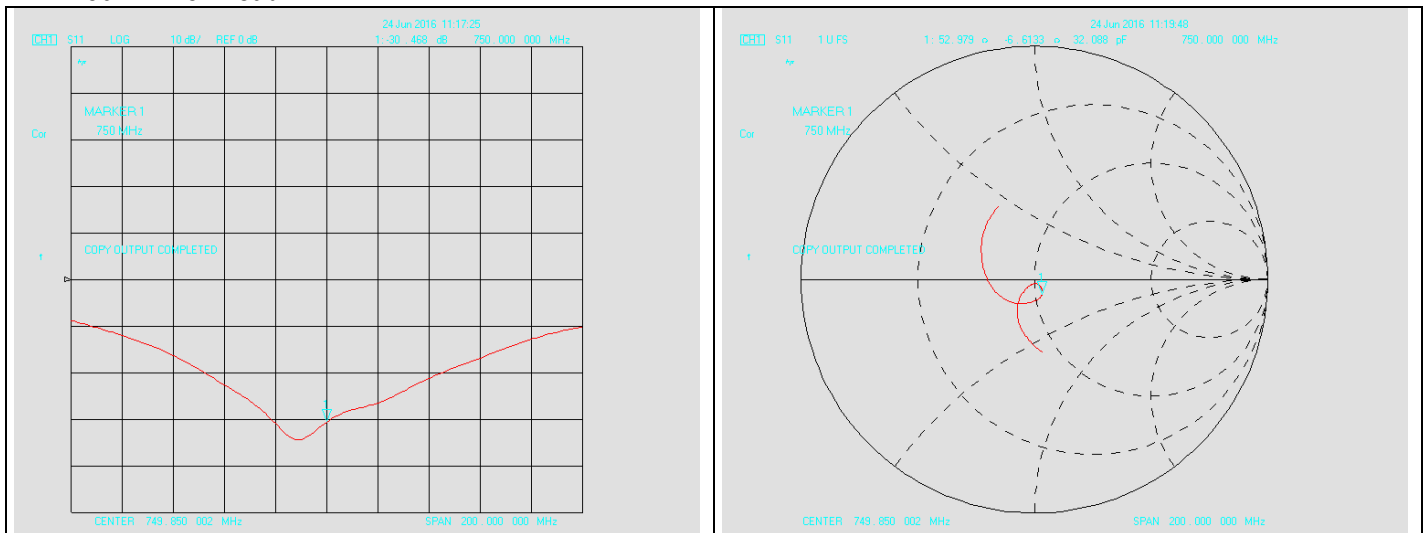 24 Jun 2016 11:17:25
CH1 S11 LOG 10 dB/ REF 0 dB 1:-30 .468 dB 750.000 000 MHz
MARKER 1
750 MHz
Cor
COPY OUTPUT COMPLETED
1
1
CENTER 749.850 002 MHz SPAN 200.000 000 MHz
24 Jun 2016 11:19:48
CH1 S11 1 U FS 1: 52.979 o -6 6133 o 32.088 pF 750.000 000 MHz
MARKER 1
750 MHz
Cor
COPY OUTPUT COMPLETED
1
1
CENTER 749.850 002 MHz SPAN 200.000 000 MHz